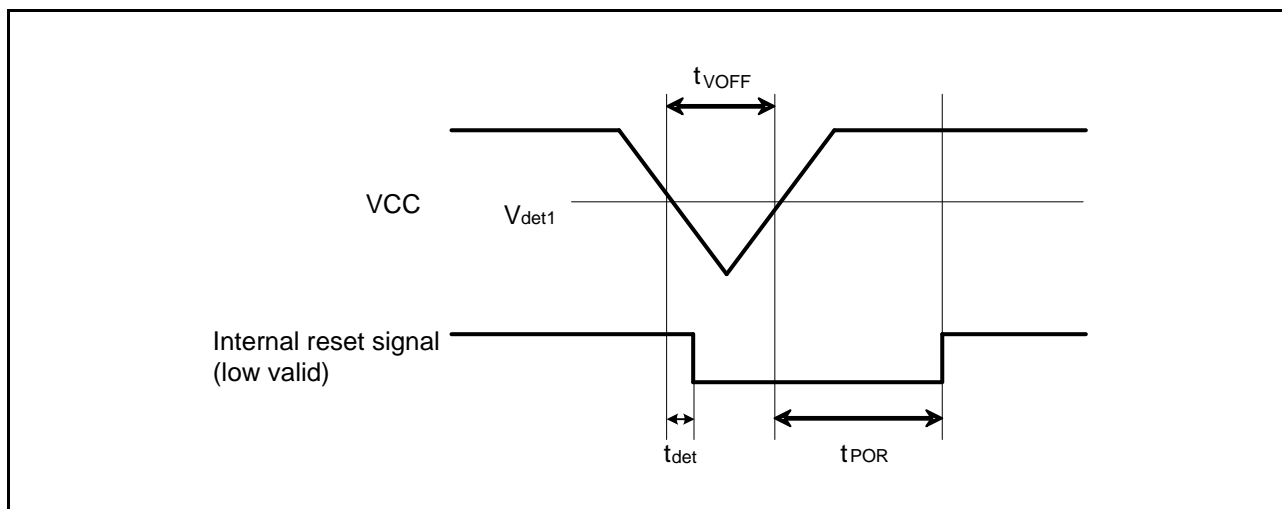 tVOFF
VCC
Vdet1
Internal reset signal
(low valid)
tdet
tPOR